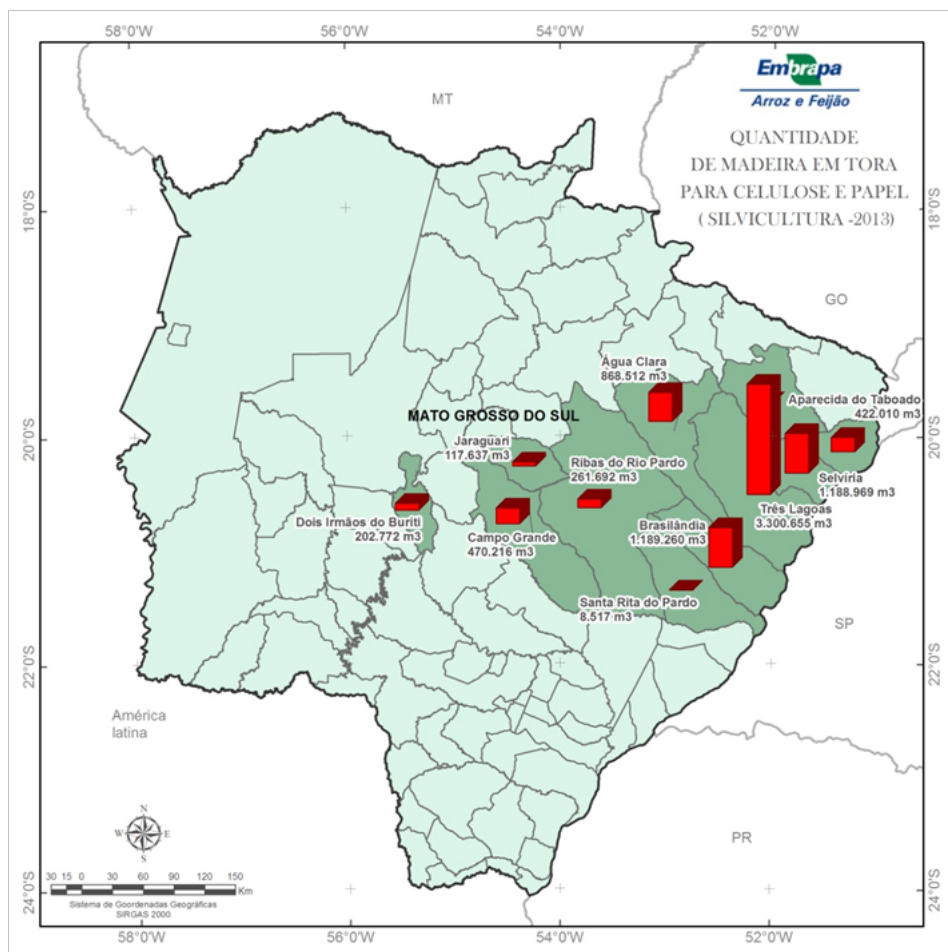 58°0'W 56°0'W 54°0'W 52°0'W
Embrapa
Arroz e Feijão
QUANTIDADE
DE MADEIRA EM TORA
PARA CELULOSE E PAPEL
( SILVICULTURA -2013)
MT
18°0'S 18°0'S
GO
Água Clara
868.512 m3
MATO GROSSO DO SUL
Aparecida do Taboado
422.010 m3
20°0'S 20°0'S
Jaraguari
117.637 m3
Ribas do Rio Pardo
261.692 m3
Selvíria
1.188.969 m3
Três Lagoas
3.300.655 m3
Dois Irmãos do Buriti
202.772 m3
Campo Grande
470.216 m3
Brasilândia
1.189.260 m3
Santa Rita do Pardo
8.517 m3
SP
22°0'S 22°0'S
América
latina
PR
N
W E
S
30 15 0 30 60 90 120 150
Km
Sistema de Coordenadas Geográficas
SIRGAS 2000
24°0'S 24°0'S
58°0'W 56°0'W 54°0'W 52°0'W